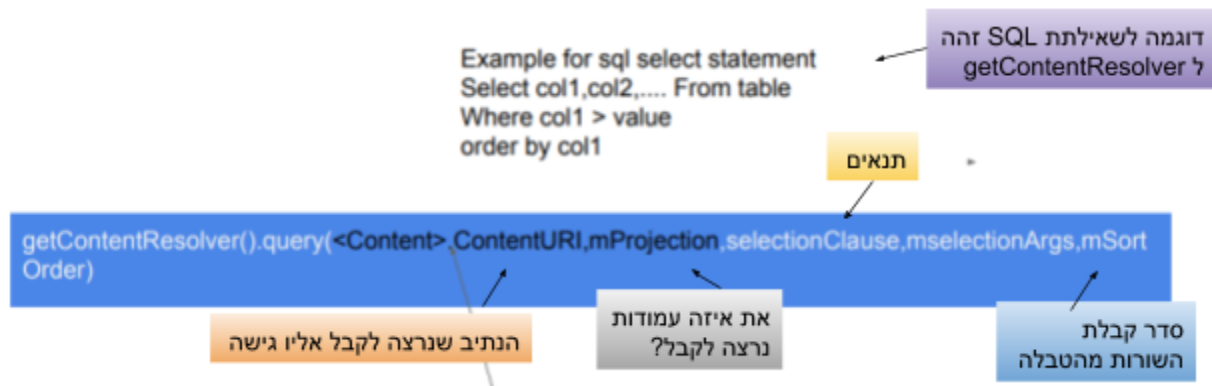 דוגמה לשאילתת SQL זהה
ל getContentResolver
Example for sql select statement
Select col1,col2,.... From table
Where col1 > value
order by col1
תנאים
getContentResolver().query(<Content>,ContentURI,mProjection,selectionClause,mselectionArgs,mSort
Order)
הנתיב שנרצה לקבל אליו גישה
את איזה עמודות
נרצה לקבל?
סדר קבלת
השורות מהטבלה